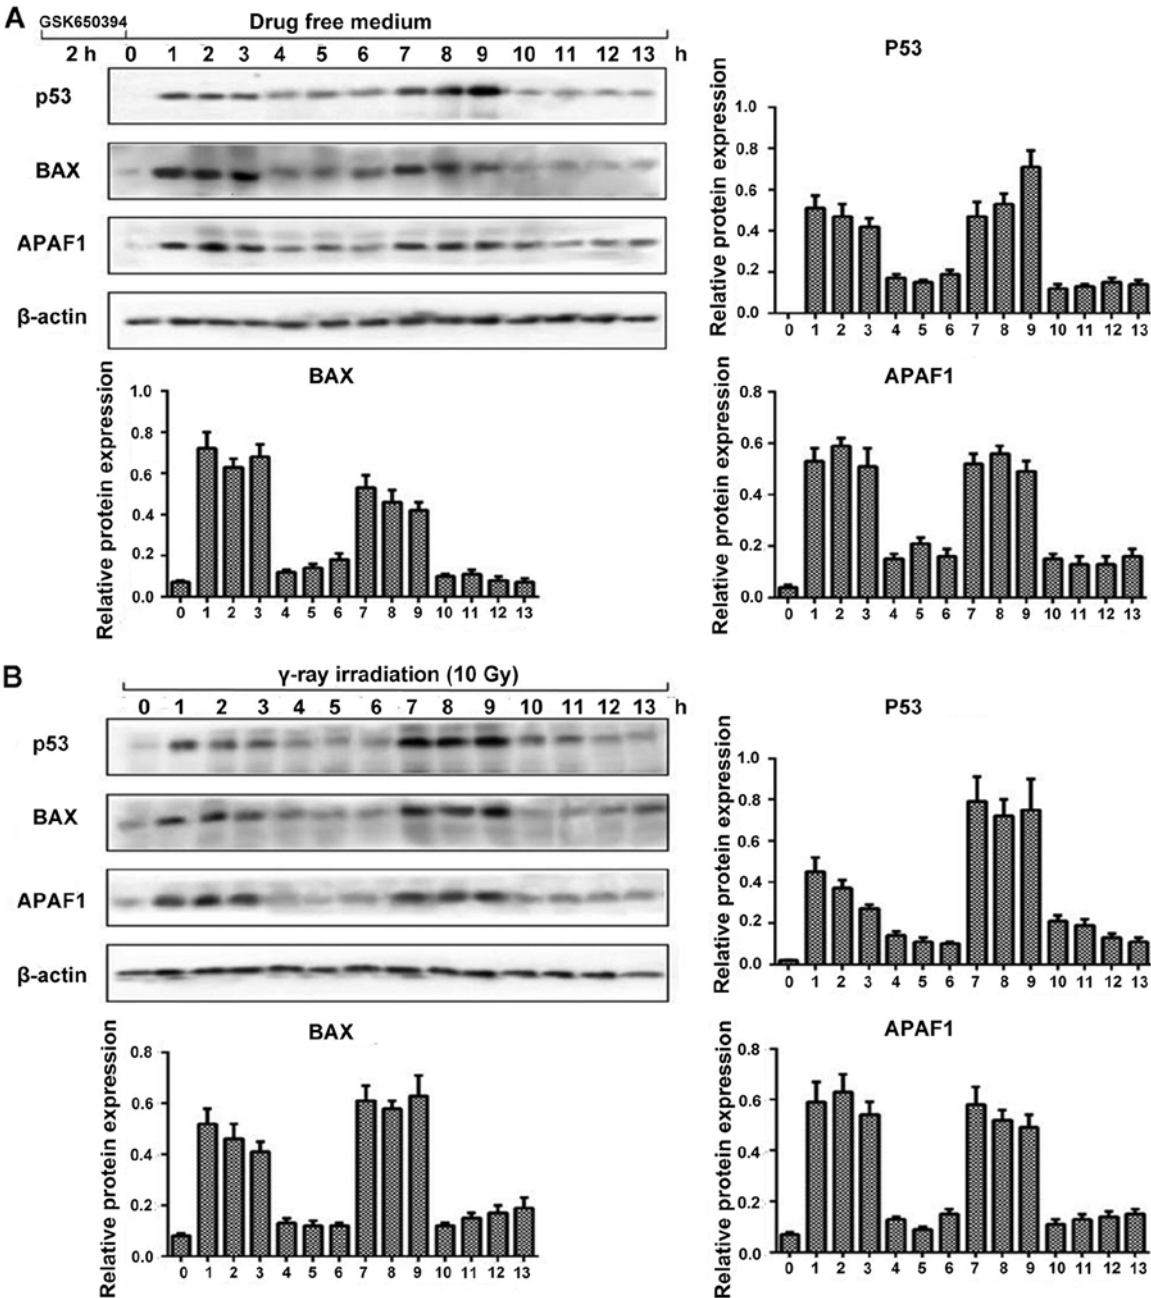 A GSK650394 Drug free medium
2 h 0 1 2 3 4 5 6 7 8 9 10 11 12 13 h
p53
BAX
APAF1
β-actin
P53
Relative protein expression
1.0
0.8
0.6
0.4
0.2
0.0
0 1 2 3 4 5 6 7 8 9 10 11 12 13
BAX
Relative protein expression
1.0
0.8
0.6
0.4
0.2
0.0
0 1 2 3 4 5 6 7 8 9 10 11 12 13
APAF1
Relative protein expression
0.8
0.6
0.4
0.2
0.0
0 1 2 3 4 5 6 7 8 9 10 11 12 13
B γ-ray irradiation (10 Gy)
0 1 2 3 4 5 6 7 8 9 10 11 12 13 h
p53
BAX
APAF1
β-actin
P53
Relative protein expression
1.0
0.8
0.6
0.4
0.2
0.0
0 1 2 3 4 5 6 7 8 9 10 11 12 13
BAX
Relative protein expression
0.8
0.6
0.4
0.2
0.0
0 1 2 3 4 5 6 7 8 9 10 11 12 13
APAF1
Relative protein expression
0.8
0.6
0.4
0.2
0.0
0 1 2 3 4 5 6 7 8 9 10 11 12 13